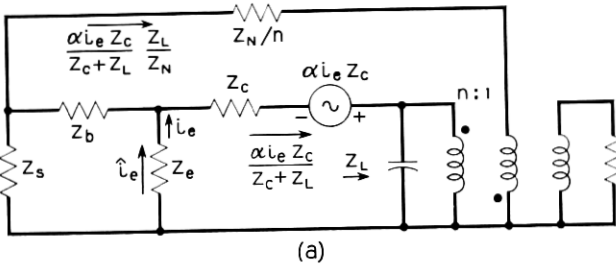 αi_e Z_c / Z_c + Z_L  Z_L / Z_N
Z_N/n
αi_e Z_c
n:1
Z_c
Z_b
− +
i_e
Z_s
î_e
Z_e
αi_e Z_c / Z_c + Z_L
Z_L
(a)